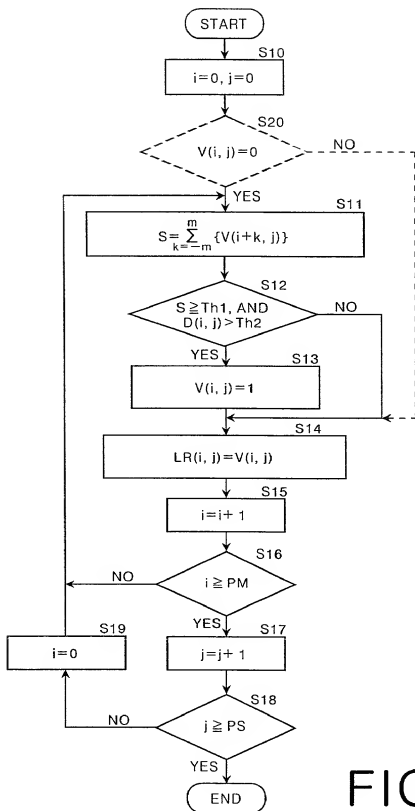 START
S10
i=0, j=0
S20
V(i, j)=0
NO
YES
S11
S=∑{V(i+k, j)}
m
k=-m
S12
S≧Th1, AND
D(i, j)>Th2
NO
YES
S13
V(i, j)=1
S14
LR(i, j)=V(i, j)
S15
i=i+1
S16
i≧PM
NO
YES
S17
S19
i=0
j=j+1
S18
j≧PS
NO
YES
END
FIG